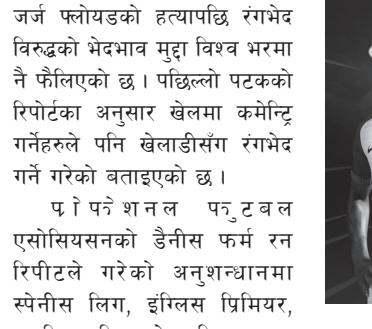 जर्ज फ्लोयडको हत्यापछि रंगभेद
विरुद्धको भेदभाव मुद्दा विश्व भरमा
नै फैलिएको छ । पछिल्लो पटकको
रिपोर्टका अनुसार खेलमा कमेन्ट्रि
गर्नेहरुले पनि खेलाडीसँग रंगभेद
गर्ने गरेको बताइएको छ ।
प्रोफेशनल फुटबल
एसोसियसनको डैनीस फर्म रन
रिपीटले गरेको अनुशन्धानमा
स्पेनीस लिग, इंग्लिस प्रिमियर,